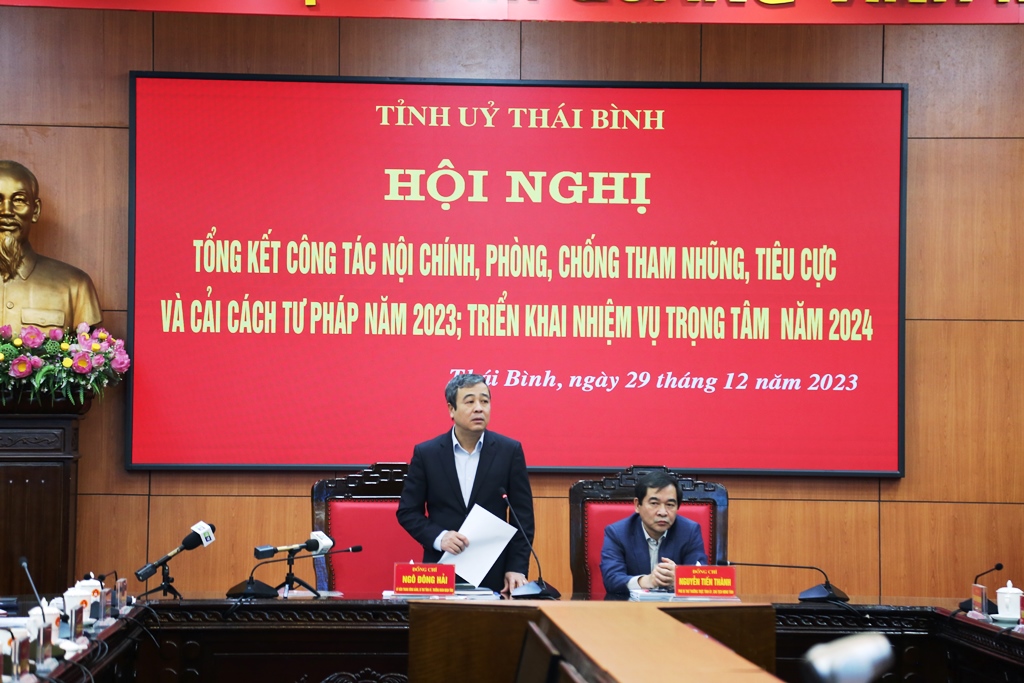 TỈNH UỶ THÁI BÌNH
HỘI NGHỊ
TỔNG KẾT CÔNG TÁC NỘI CHÍNH, PHÒNG, CHỐNG THAM NHŨNG, TIÊU CỰC
VÀ CẢI CÁCH TƯ PHÁP NĂM 2023; TRIỂN KHAI NHIỆM VỤ TRỌNG TÂM NĂM 2024
Thái Bình, ngày 29 tháng 12 năm 2023
ĐỒNG CHÍ
NGÔ ĐÔNG HẢI
ĐỒNG CHÍ
NGUYỄN TIẾN THÀNH